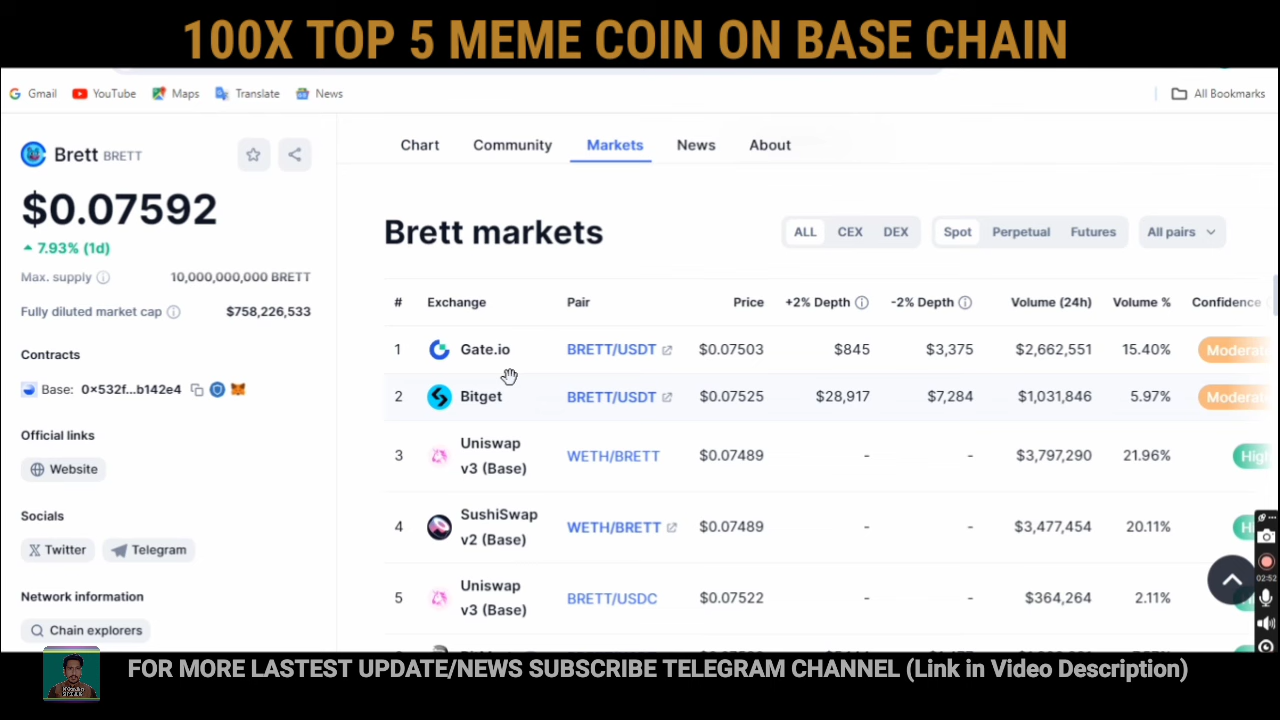 100X TOP 5 MEME COIN ON BASE CHAIN
Gmail YouTube Maps Translate News All Bookmarks
Brett BRETT
$0.07592
7.93% (1d)
Max. supply 10,000,000,000 BRETT
Fully diluted market cap $758,226,533
Contracts
Base: 0x532f...b142e4
Official links
Website
Socials
Twitter Telegram
Network information
Chain explorers
Chart Community Markets News About
Brett markets ALL CEX DEX Spot Perpetual Futures All pairs
# Exchange Pair Price +2% Depth -2% Depth Volume (24h) Volume % Confidence
1 Gate.io BRETT/USDT $0.07503 $845 $3,375 $2,662,551 15.40% Moderat
2 Bitget BRETT/USDT $0.07525 $28,917 $7,284 $1,031,846 5.97% Moderat
3 Uniswap v3 (Base) WETH/BRETT $0.07489 - - $3,797,290 21.96% High
4 SushiSwap v2 (Base) WETH/BRETT $0.07489 - - $3,477,454 20.11% H
5 Uniswap v3 (Base) BRETT/USDC $0.07522 - - $364,264 2.11%
02:52
FOR MORE LASTEST UPDATE/NEWS SUBSCRIBE TELEGRAM CHANNEL (Link in Video Description)